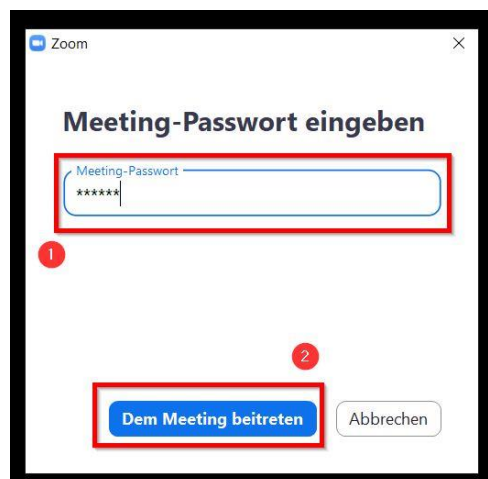 Zoom
Meeting-Passwort eingeben
Meeting-Passwort
******
1
2
Dem Meeting beitreten
Abbrechen